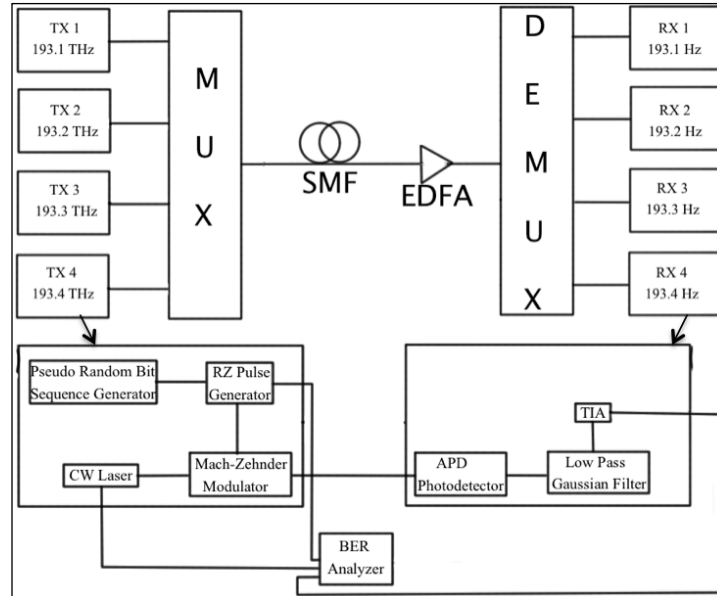 TX 1
193.1 THz
TX 2
193.2 THz
TX 3
193.3 THz
TX 4
193.4 THz
M
U
X
SMF
EDFA
D
E
M
U
X
RX 1
193.1 Hz
RX 2
193.2 Hz
RX 3
193.3 Hz
RX 4
193.4 Hz
Pseudo Random Bit
Sequence Generator
RZ Pulse
Generator
CW Laser
Mach-Zehnder
Modulator
APD
Photodetector
TIA
Low Pass
Gaussian Filter
BER
Analyzer